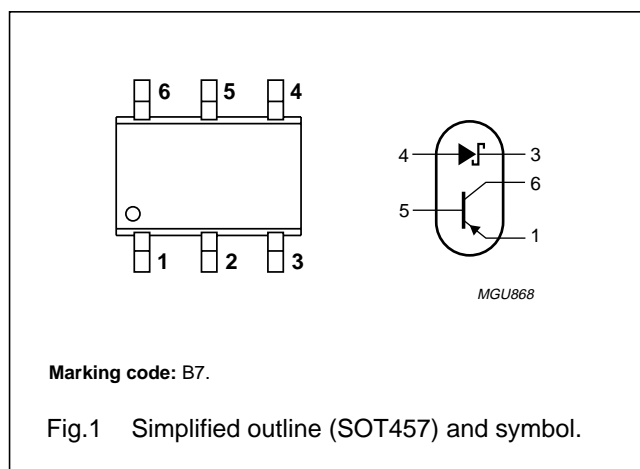 6 5 4
1 2 3
4 3
6
5
1
MGU868
Marking code: B7.
Fig.1 Simplified outline (SOT457) and symbol.